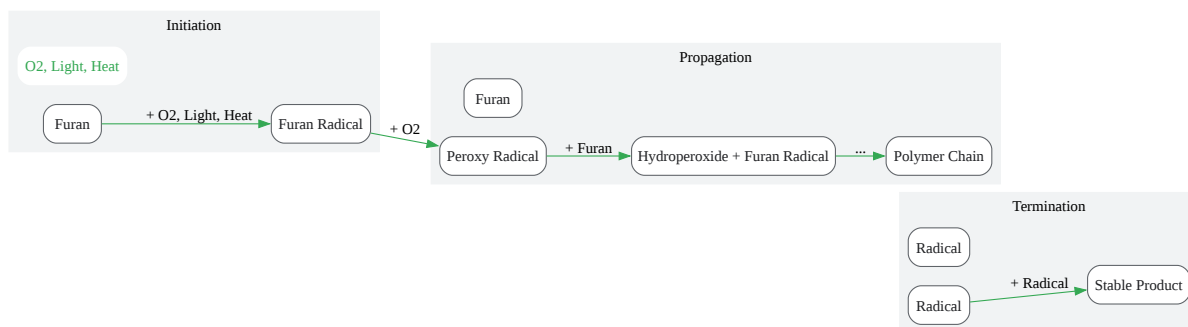 Initiation
O2, Light, Heat
Furan
+ O2, Light, Heat
Furan Radical
+ O2
Propagation
Furan
Peroxy Radical
+ Furan
Hydroperoxide + Furan Radical
...
Polymer Chain
Termination
Radical
Radical
+ Radical
Stable Product